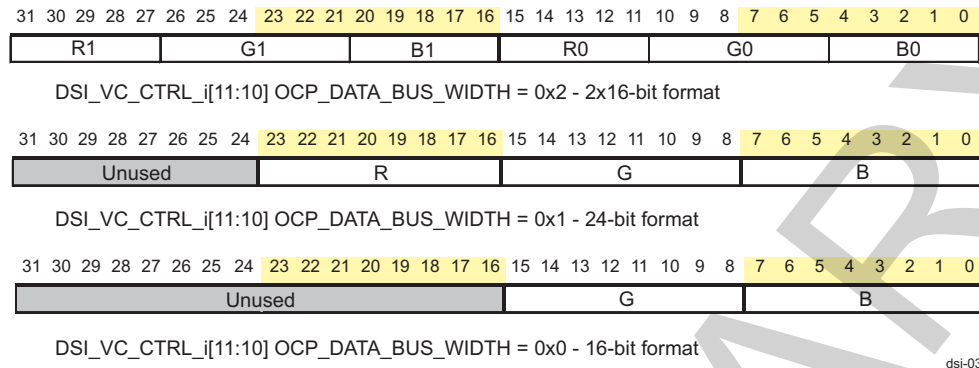 31 30 29 28 27 26 25 24 23 22 21 20 19 18 17 16 15 14 13 12 11 10 9 8 7 6 5 4 3 2 1 0
R1 G1 B1 R0 G0 B0
DSI_VC_CTRL_i[11:10] OCP_DATA_BUS_WIDTH = 0x2 - 2x16-bit format
31 30 29 28 27 26 25 24 23 22 21 20 19 18 17 16 15 14 13 12 11 10 9 8 7 6 5 4 3 2 1 0
Unused R G B
DSI_VC_CTRL_i[11:10] OCP_DATA_BUS_WIDTH = 0x1 - 24-bit format
31 30 29 28 27 26 25 24 23 22 21 20 19 18 17 16 15 14 13 12 11 10 9 8 7 6 5 4 3 2 1 0
Unused G B
DSI_VC_CTRL_i[11:10] OCP_DATA_BUS_WIDTH = 0x0 - 16-bit format